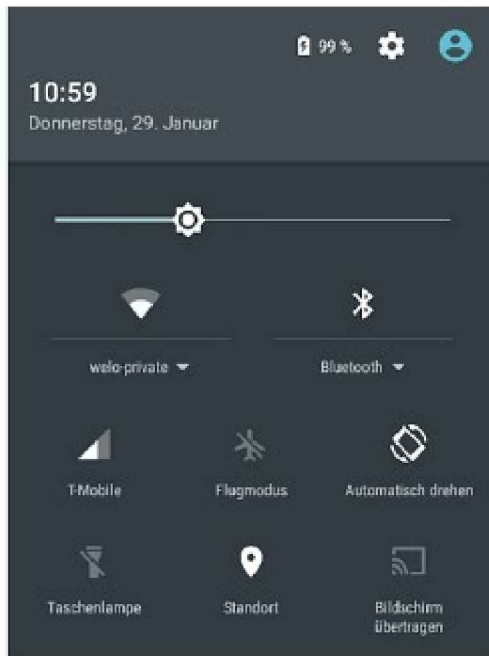 99 %
10:59
Donnerstag, 29. Januar
welo-private
Bluetooth
T-Mobile
Flugmodus
Automatisch drehen
Taschenlampe
Standort
Bildschirm
übertragen